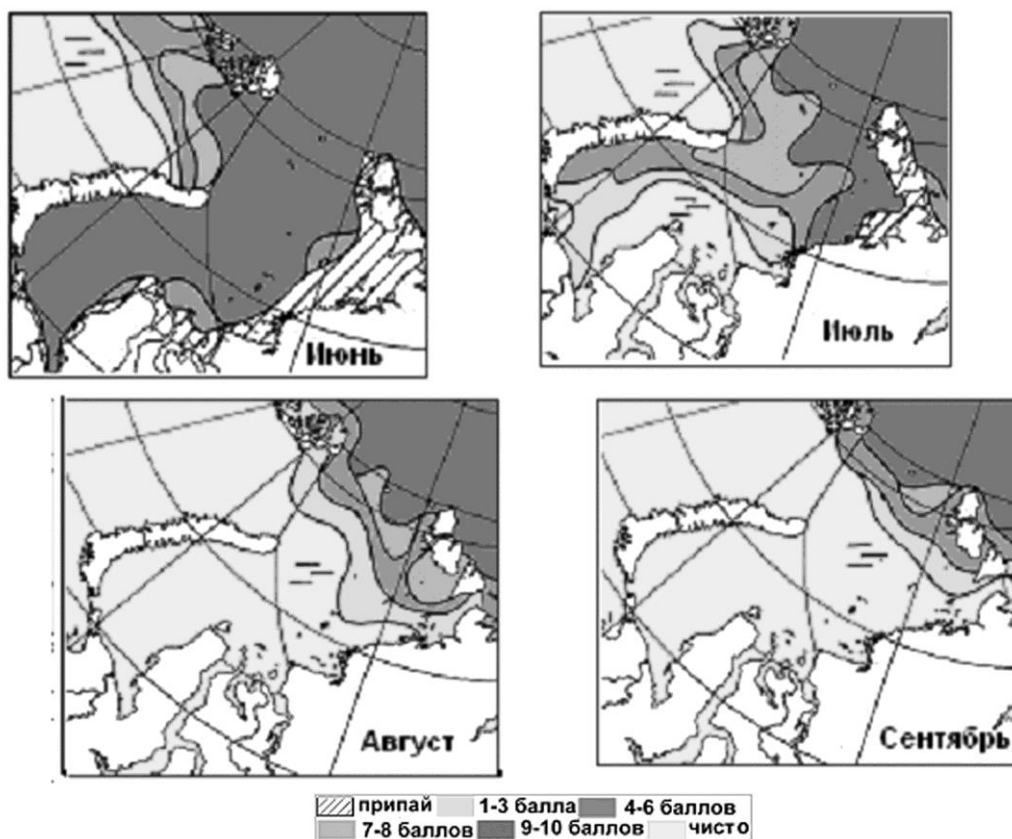 Июнь
Июль
Август
Сентябрь
припай 1-3 балла 4-6 баллов
7-8 баллов 9-10 баллов чисто